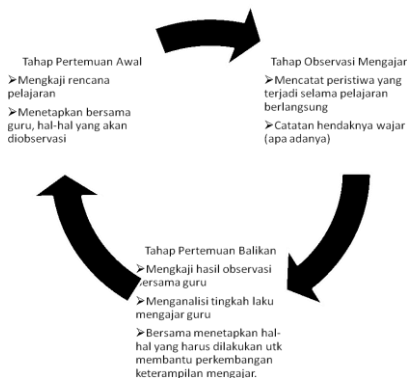 Tahap Pertemuan Awal
➢Mengkaji rencana
pelajaran
➢Menetapkan bersama
guru, hal-hal yang akan
diobservasi
Tahap Observasi Mengajar
➢Mencatat peristiwa yang
terjadi selama pelajaran
berlangsung
➢Catatan hendaknya wajar
(apa adanya)
Tahap Pertemuan Balikan
➢Mengkaji hasil observasi
bersama guru
➢Menganalisi tingkah laku
mengajar guru
➢Bersama menetapkan hal-
hal yang harus dilakukan utk
membantu perkembangan
keterampilan mengajar.